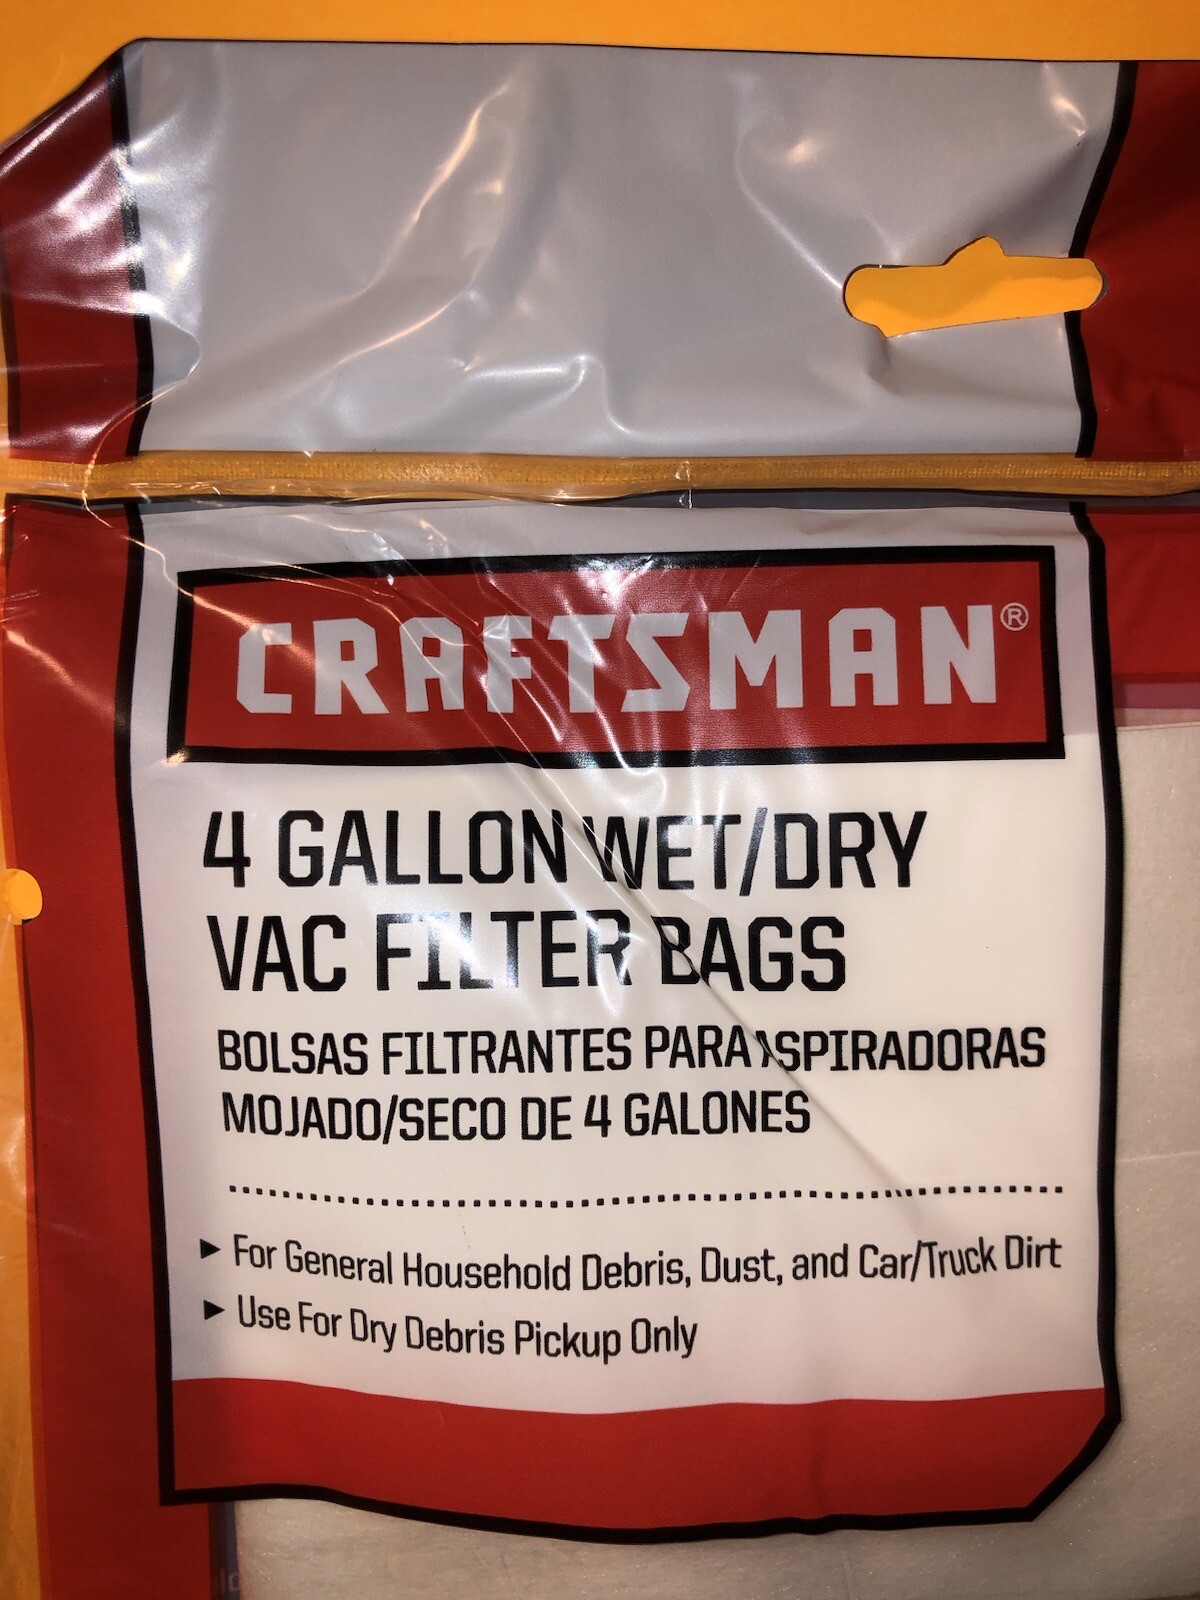 CRAFTSMAN®
4 GALLON WET/DRY
VAC FILTER BAGS
BOLSAS FILTRANTES PARA ASPIRADORAS
MOJADO/SECO DE 4 GALONES
▶ For General Household Debris, Dust, and Car/Truck Dirt
▶ Use For Dry Debris Pickup Only